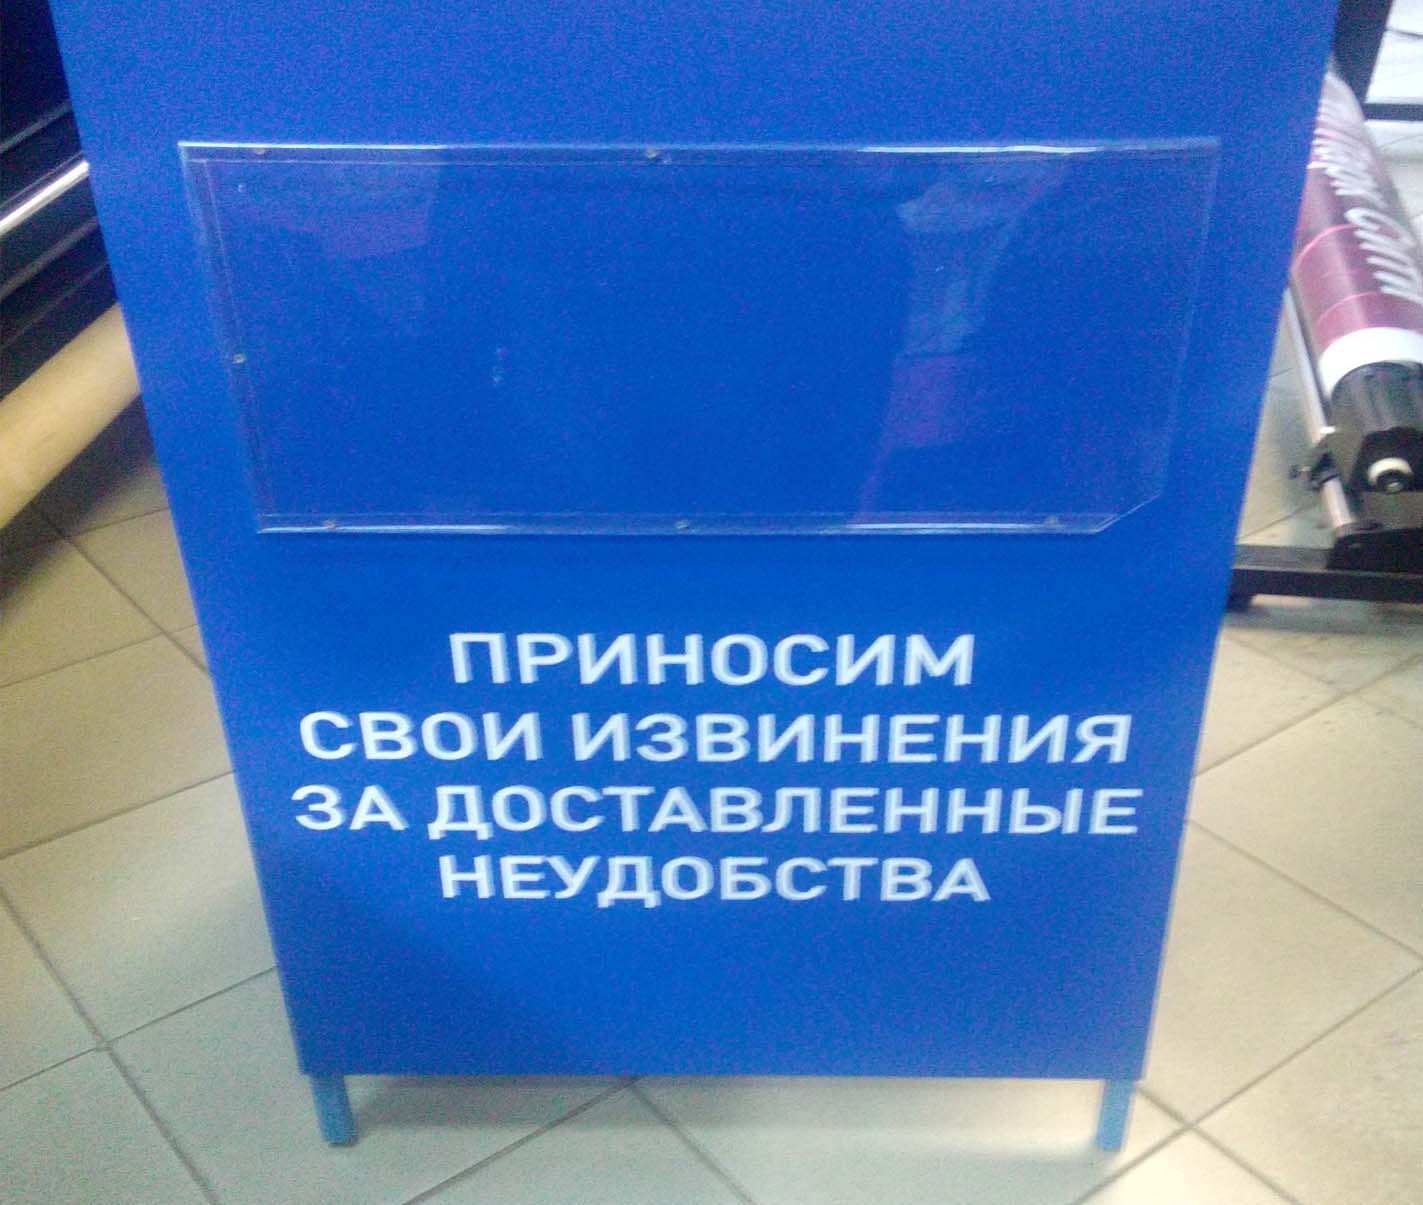 ПРИНОСИМ
СВОИ ИЗВИНЕНИЯ
ЗА ДОСТАВЛЕННЫЕ
НЕУДОБСТВА